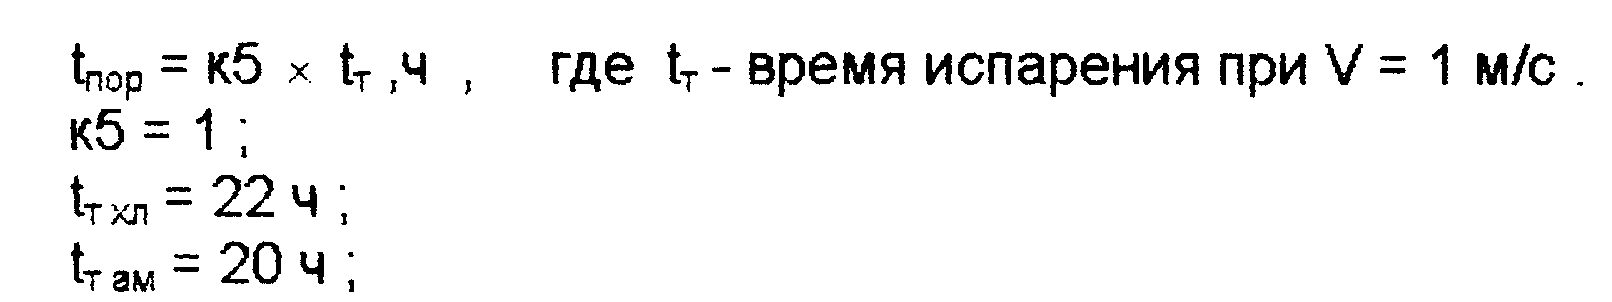 tпор = к5 × tт ,ч , где tт - время испарения при V = 1 м/с .
к5 = 1 ;
tт хл = 22 ч ;
tт ам = 20 ч ;